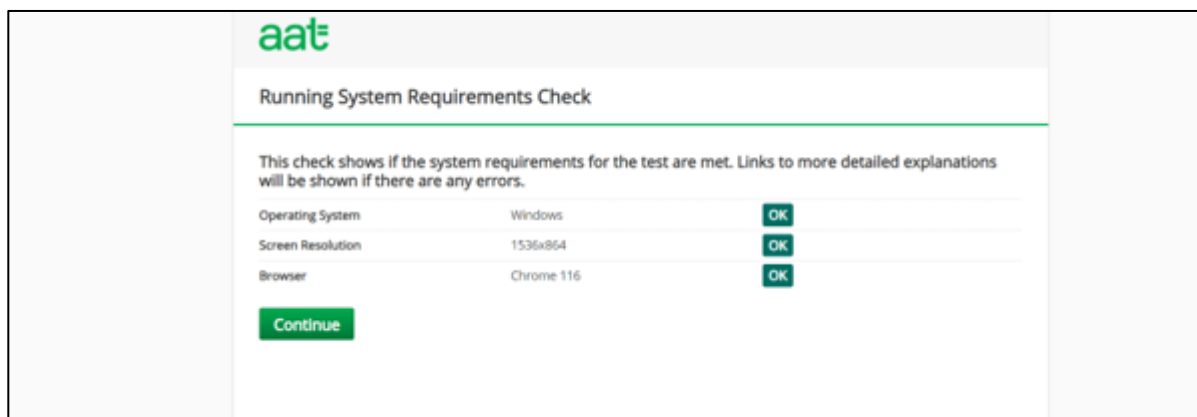 aat
Running System Requirements Check
This check shows if the system requirements for the test are met. Links to more detailed explanations
will be shown if there are any errors.
Operating System Windows OK
Screen Resolution 1536x864 OK
Browser Chrome 116 OK
Continue